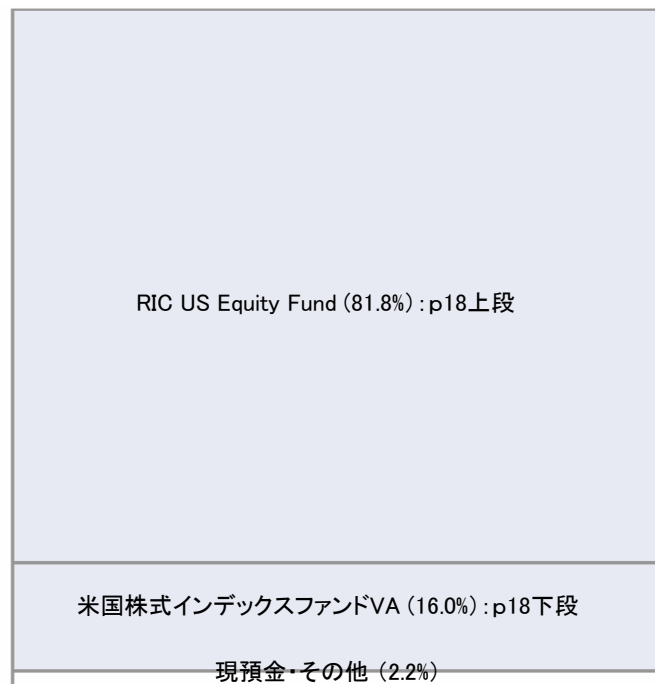 RIC US Equity Fund (81.8%) : p18上段
米国株式インデックスファンドVA (16.0%) : p18下段
現預金・その他 (2.2%)